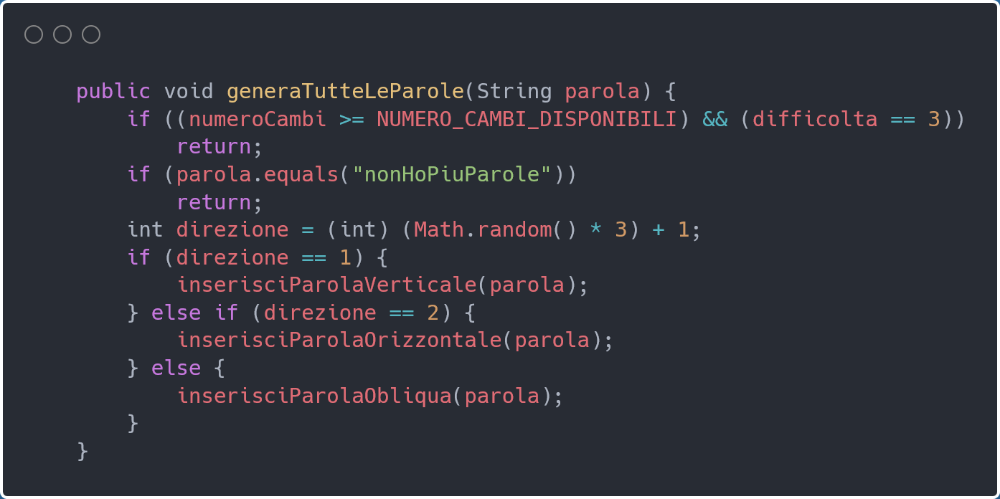 public void generaTutteLeParole(String parola) {
    if ((numeroCambi >= NUMERO_CAMBI_DISPONIBILI) && (difficolta == 3))
        return;
    if (parola.equals("nonHoPiuParole"))
        return;
    int direzione = (int) (Math.random() * 3) + 1;
    if (direzione == 1) {
        inserisciParolaVerticale(parola);
    } else if (direzione == 2) {
        inserisciParolaOrizzontale(parola);
    } else {
        inserisciParolaObliqua(parola);
    }
}